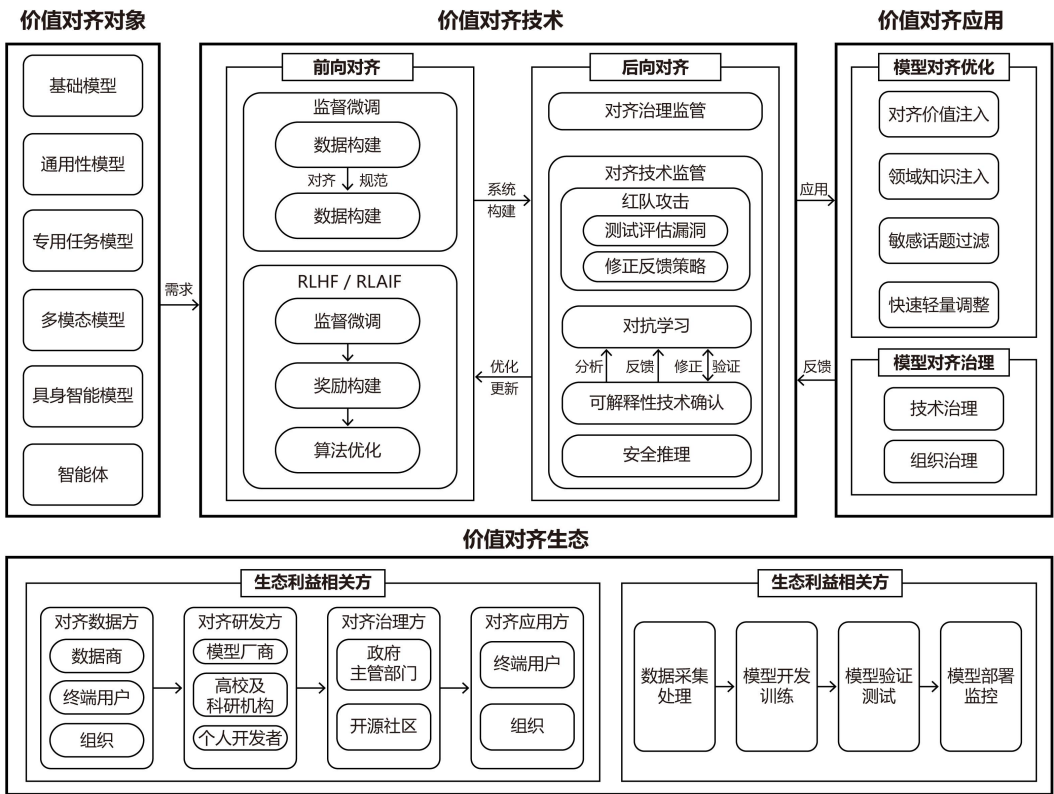 价值对齐对象
基础模型
通用性模型
专用任务模型
多模态模型
具身智能模型
智能体
需求
价值对齐技术
前向对齐
监督微调
数据构建
对齐 规范
数据构建
RLHF / RLAIF
监督微调
奖励构建
算法优化
系统
构建
优化
更新
后向对齐
对齐治理监管
对齐技术监管
红队攻击
测试评估漏洞
修正反馈策略
对抗学习
分析 反馈 修正 验证
可解释性技术确认
安全推理
应用
反馈
价值对齐应用
模型对齐优化
对齐价值注入
领域知识注入
敏感话题过滤
快速轻量调整
模型对齐治理
技术治理
组织治理
价值对齐生态
生态利益相关方
对齐数据方
数据商
终端用户
组织
对齐研发方
模型厂商
高校及
科研机构
个人开发者
对齐治理方
政府
主管部门
开源社区
对齐应用方
终端用户
组织
生态利益相关方
数据采集
处理
模型开发
训练
模型验证
测试
模型部署
监控